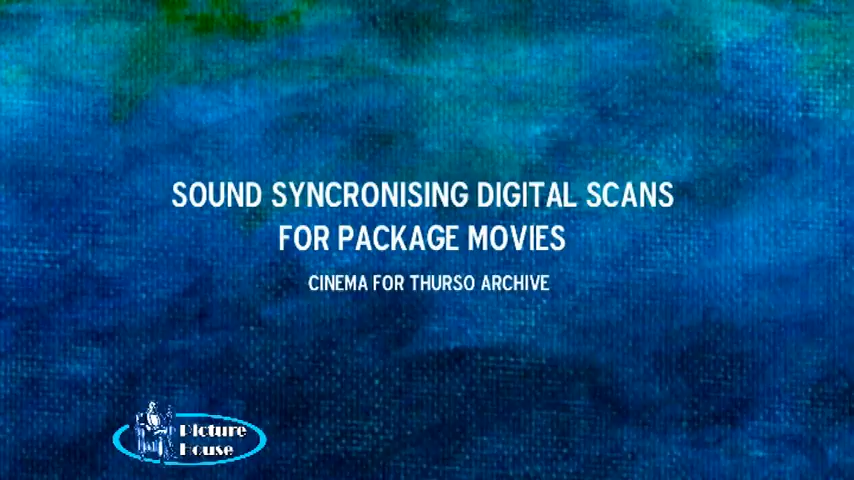 SOUND SYNCRONISING DIGITAL SCANS
FOR PACKAGE MOVIES
CINEMA FOR THURSO ARCHIVE
Picture
House